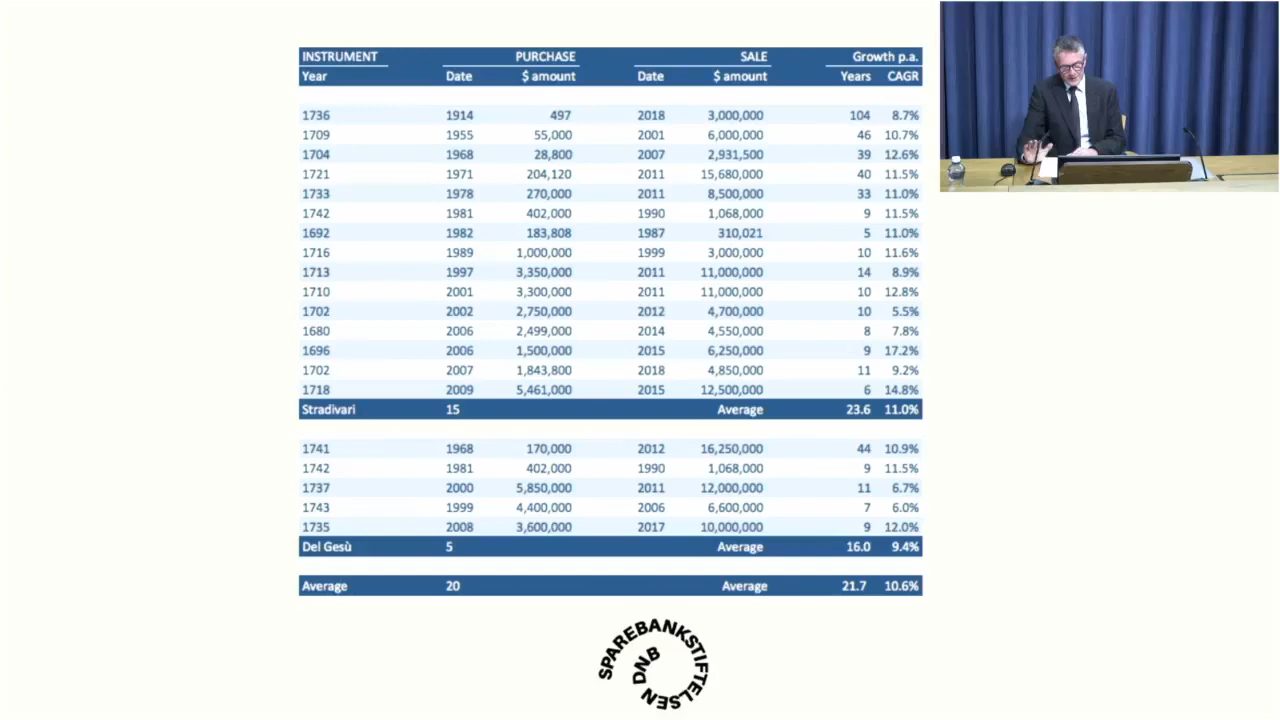 INSTRUMENT PURCHASE SALE Growth p.a.
Year Date $ amount Date $ amount Years CAGR
1736 1914 497 2018 3,000,000 104 8.7%
1709 1955 55,000 2001 6,000,000 46 10.7%
1704 1968 28,800 2007 2,931,500 39 12.6%
1721 1971 204,120 2011 15,680,000 40 11.5%
1733 1978 270,000 2011 8,500,000 33 11.0%
1742 1981 402,000 1990 1,068,000 9 11.5%
1692 1982 183,808 1987 310,021 5 11.0%
1716 1989 1,000,000 1999 3,000,000 10 11.6%
1713 1997 3,350,000 2011 11,000,000 14 8.9%
1710 2001 3,300,000 2011 11,000,000 10 12.8%
1702 2002 2,750,000 2012 4,700,000 10 5.5%
1680 2006 2,499,000 2014 4,550,000 8 7.8%
1696 2006 1,500,000 2015 6,250,000 9 17.2%
1702 2007 1,843,800 2018 4,850,000 11 9.2%
1718 2009 5,461,000 2015 12,500,000 6 14.8%
Stradivari 15 Average 23.6 11.0%
1741 1968 170,000 2012 16,250,000 44 10.9%
1742 1981 402,000 1990 1,068,000 9 11.5%
1737 2000 5,850,000 2011 12,000,000 11 6.7%
1743 1999 4,400,000 2006 6,600,000 7 6.0%
1735 2008 3,600,000 2017 10,000,000 9 12.0%
Del Gesù 5 Average 16.0 9.4%
Average 20 Average 21.7 10.6%
SPAREBANKSTIFTELSEN DNB